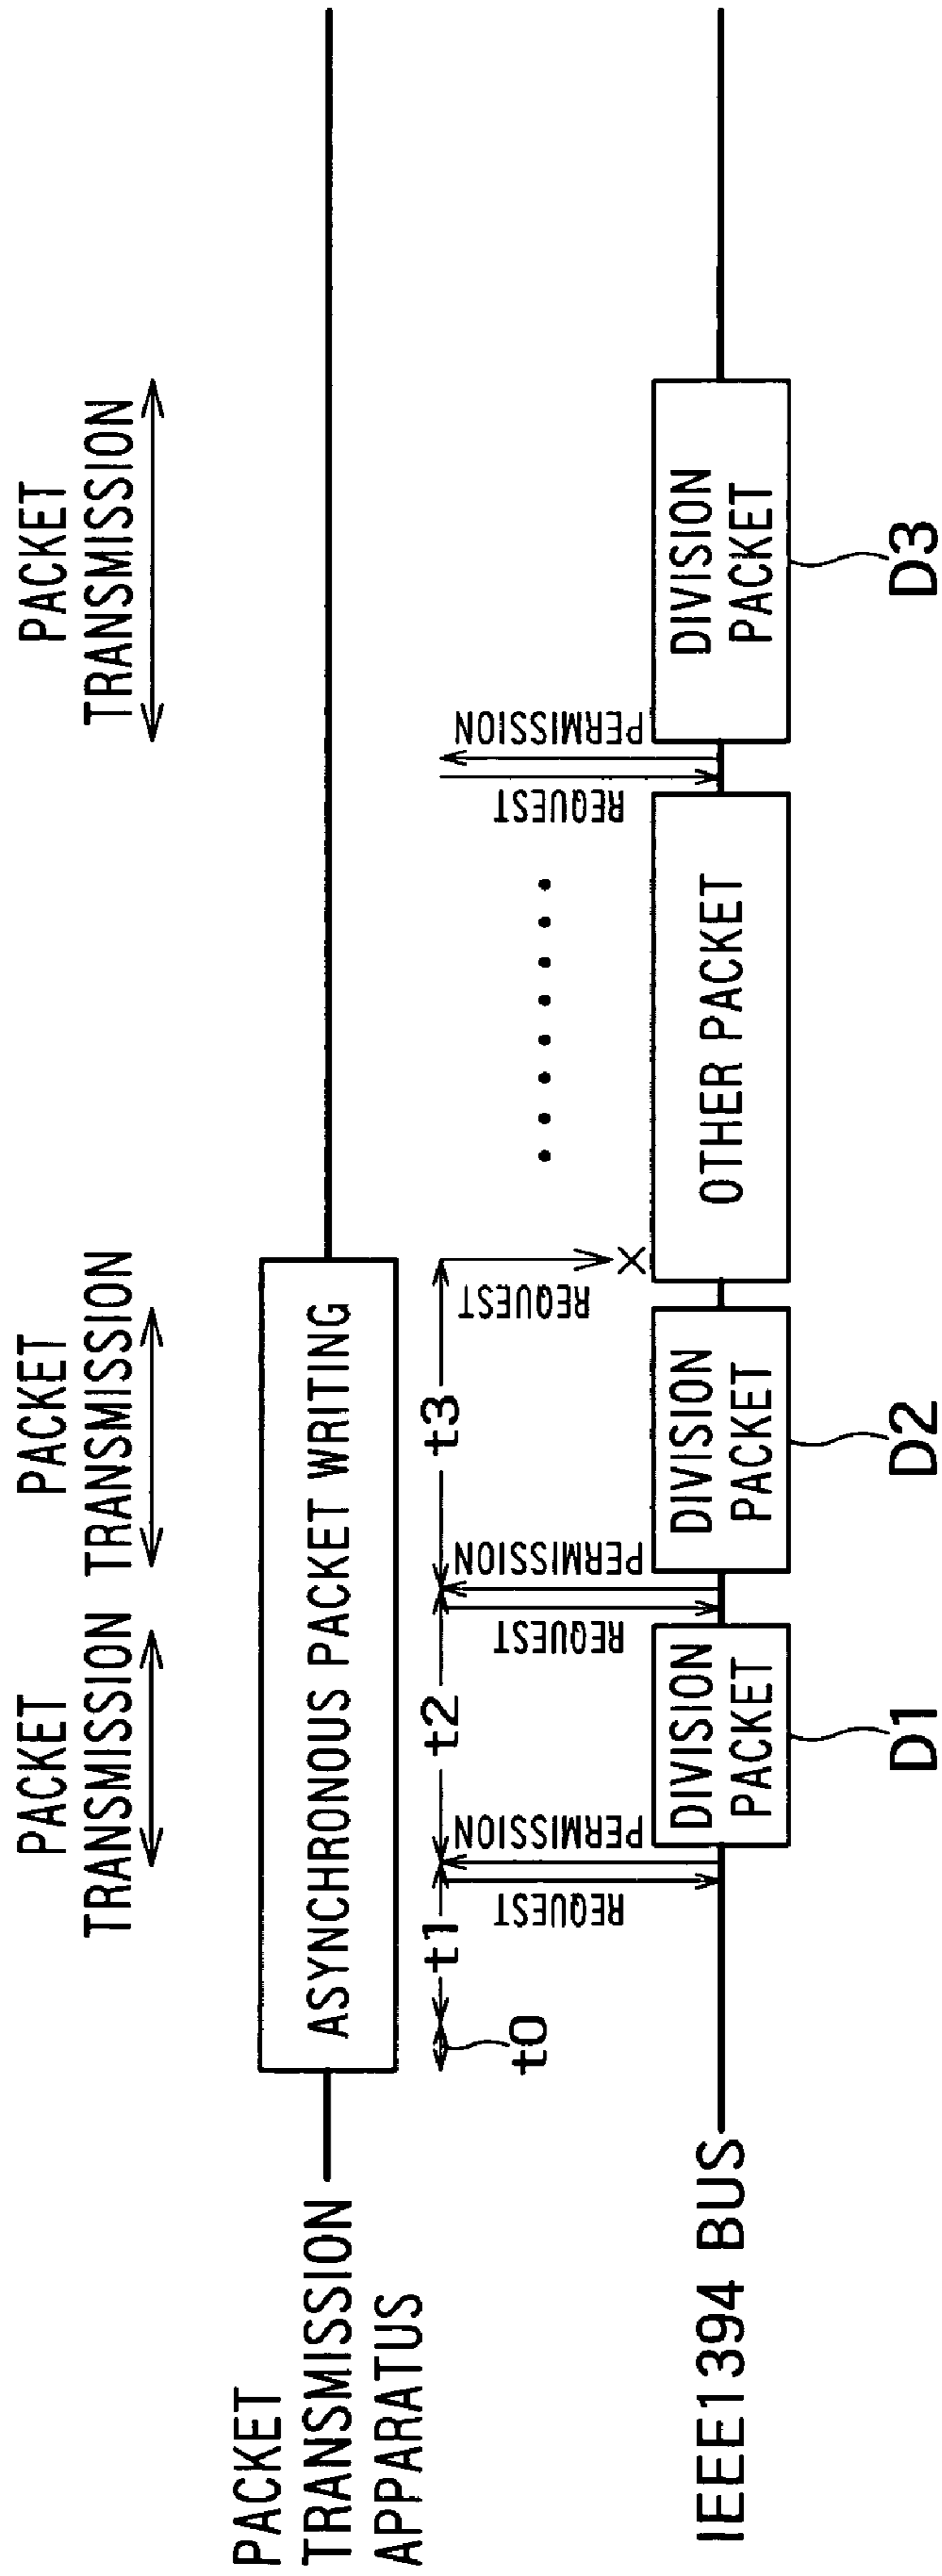 PACKET
TRANSMISSION
PACKET
TRANSMISSION
PACKET
TRANSMISSION
PACKET
TRANSMISSION
APPARATUS
ASYNCHRONOUS PACKET WRITING
t0
t1
t2
t3
REQUEST
PERMISSION
REQUEST
PERMISSION
REQUEST
×
REQUEST
PERMISSION
IEEE1394 BUS
DIVISION
PACKET
DIVISION
PACKET
OTHER PACKET
DIVISION
PACKET
D1
D2
D3